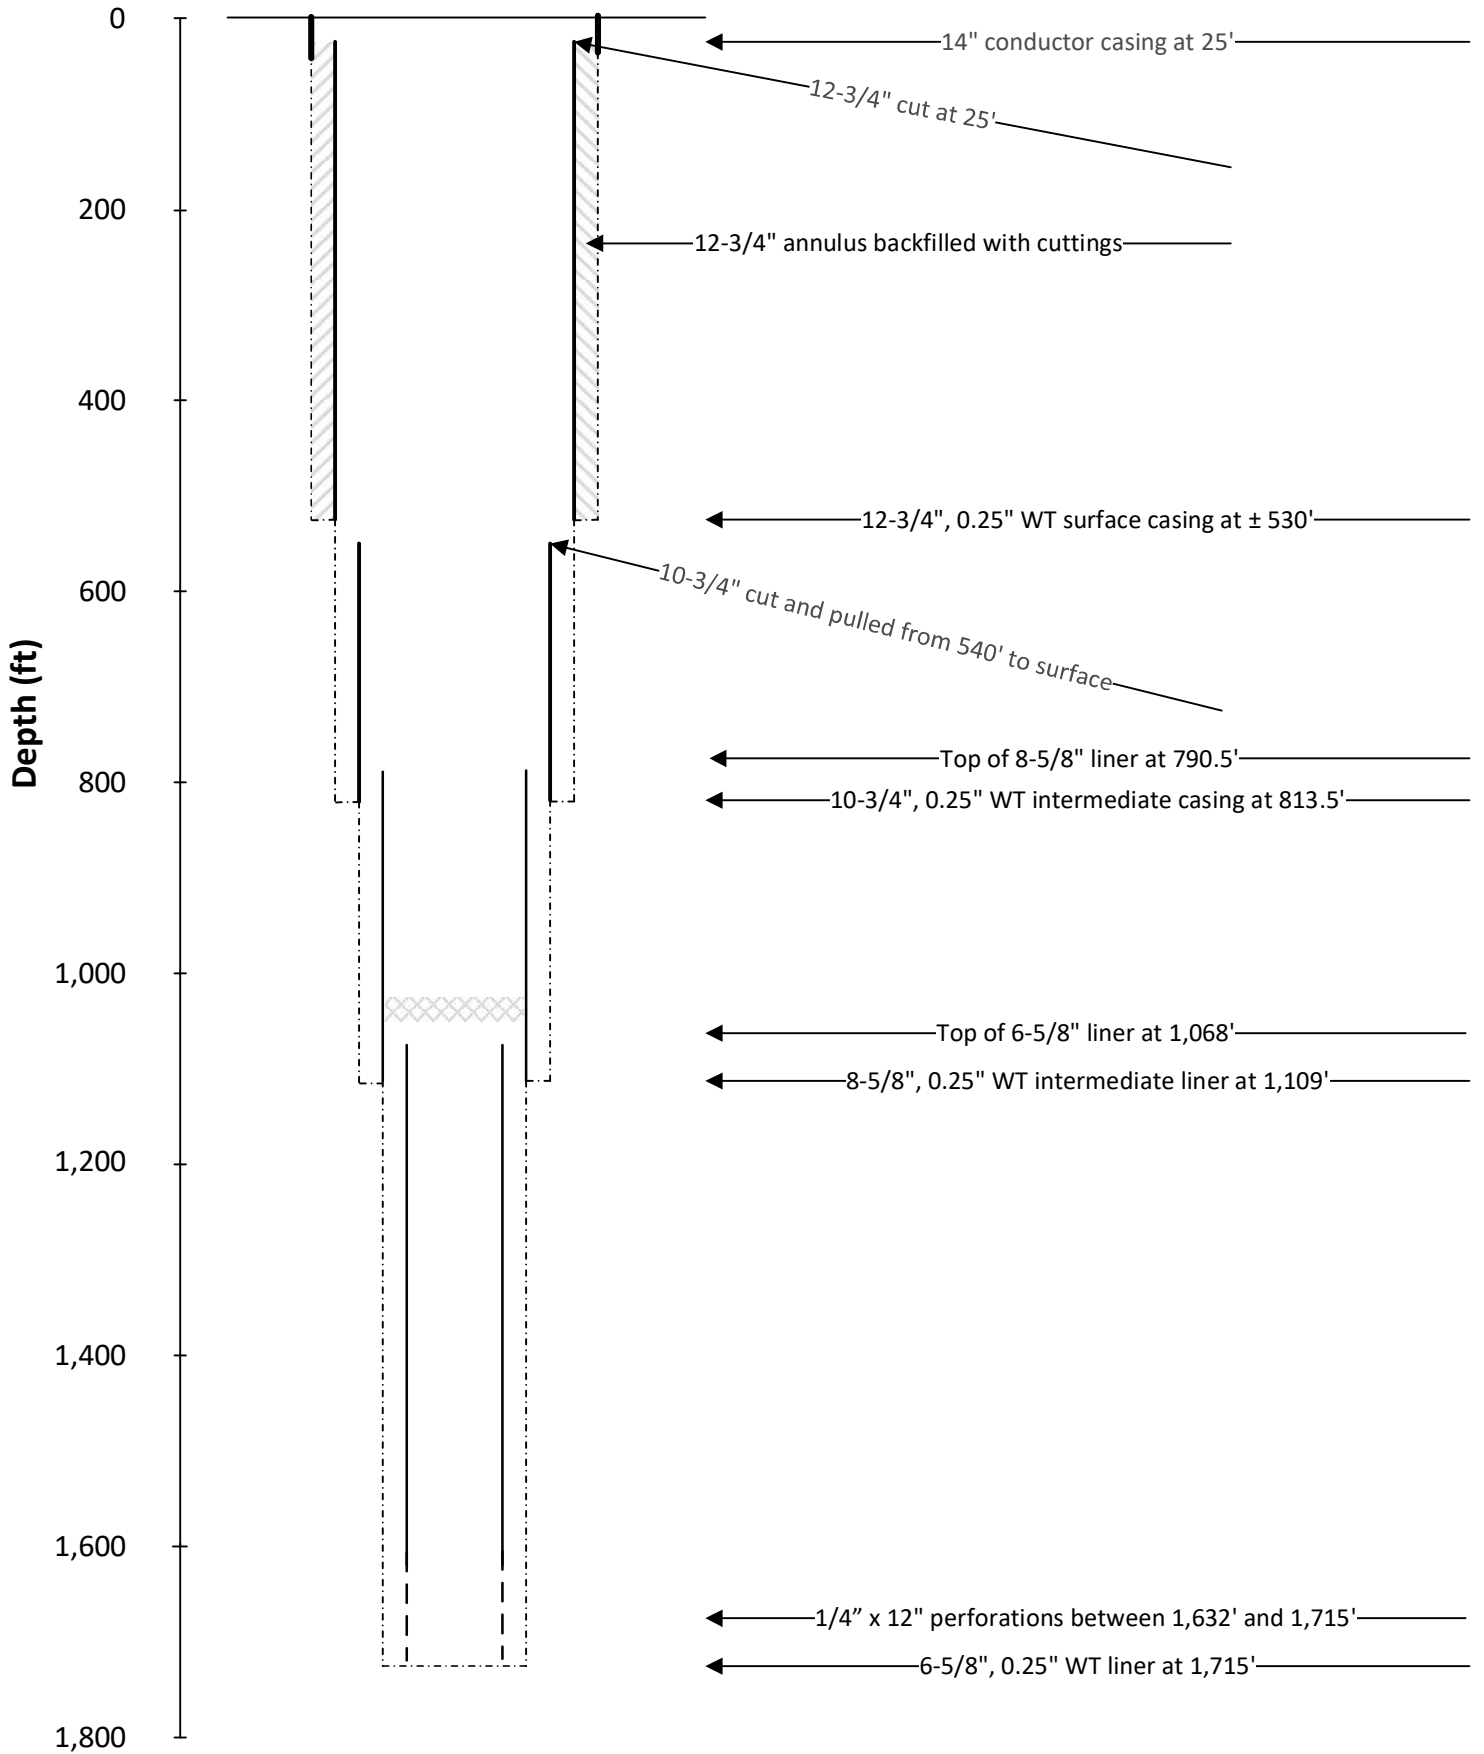 0
14" conductor casing at 25'
12-3/4" cut at 25'
200
12-3/4" annulus backfilled with cuttings
400
12-3/4", 0.25" WT surface casing at ± 530'
600
10-3/4" cut and pulled from 540' to surface
Depth (ft)
Top of 8-5/8" liner at 790.5'
800
10-3/4", 0.25" WT intermediate casing at 813.5'
1,000
Top of 6-5/8" liner at 1,068'
8-5/8", 0.25" WT intermediate liner at 1,109'
1,200
1,400
1,600
1/4” x 12" perforations between 1,632' and 1,715'
6-5/8", 0.25" WT liner at 1,715'
1,800